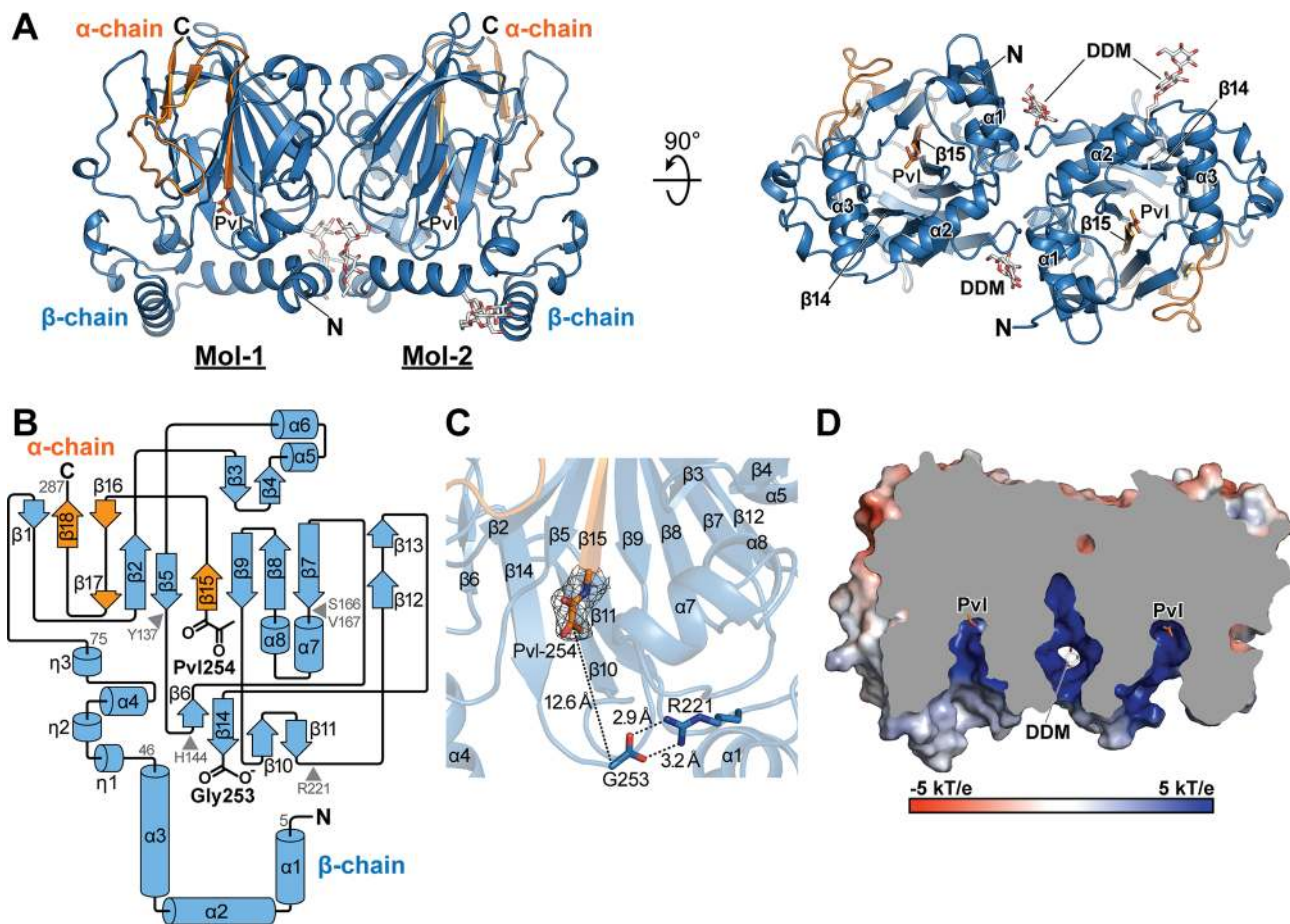 A
α-chain
C
C
α-chain
PvI
PvI
β-chain
N
β-chain
Mol-1
Mol-2
90°
N
DDM
β14
α1
α2
β15
PvI
α3
α3
PvI
α2
β15
α1
β14
DDM
N
B
α-chain
C
287
β16
β1
β18
β17
β2
β5
β15
β3
β4
α6
α5
β9
β8
β7
β13
β12
S166
V167
Y137
α8
α7
Pvl254
75
η3
α4
η2
η1
46
β6
β14
β11
β10
H144
R221
Gly253
O-
α3
5
N
α1
α2
β-chain
C
β3
β4
α5
β2
β5
β15
β9
β8
β7
β12
α8
β6
β14
β11
α7
Pvl-254
β10
12.6 Å
2.9 Å
R221
3.2 Å
α4
G253
α1
D
PvI
PvI
DDM
-5 kT/e
5 kT/e